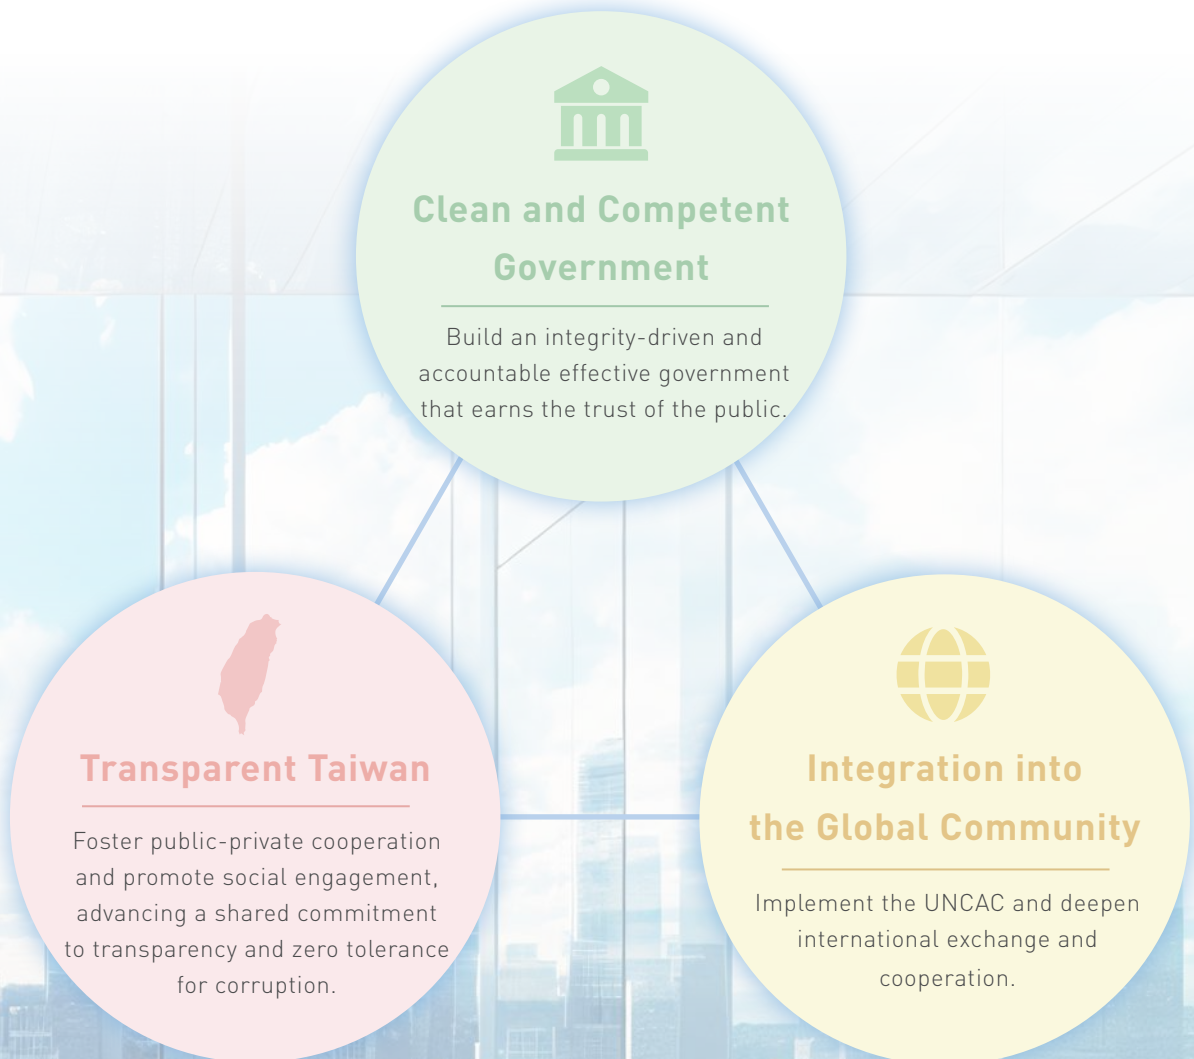 Clean and Competent
Government
Build an integrity-driven and
accountable effective government
that earns the trust of the public.
Transparent Taiwan
Foster public-private cooperation
and promote social engagement,
advancing a shared commitment
to transparency and zero tolerance
for corruption.
Integration into
the Global Community
Implement the UNCAC and deepen
international exchange and
cooperation.